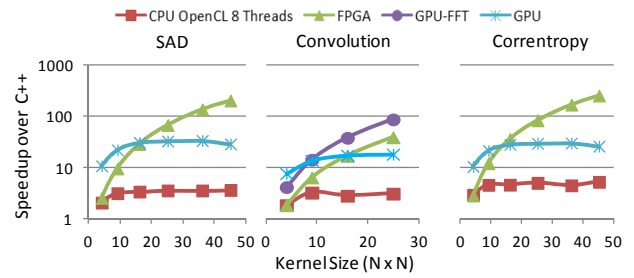 CPU OpenCL 8 Threads FPGA GPU-FFT GPU
SAD Convolution Correntropy
Speedup over C++
1000
100
10
1
0 10 20 30 40 50
0 10 20 30
0 10 20 30 40 50
Kernel Size (N x N)